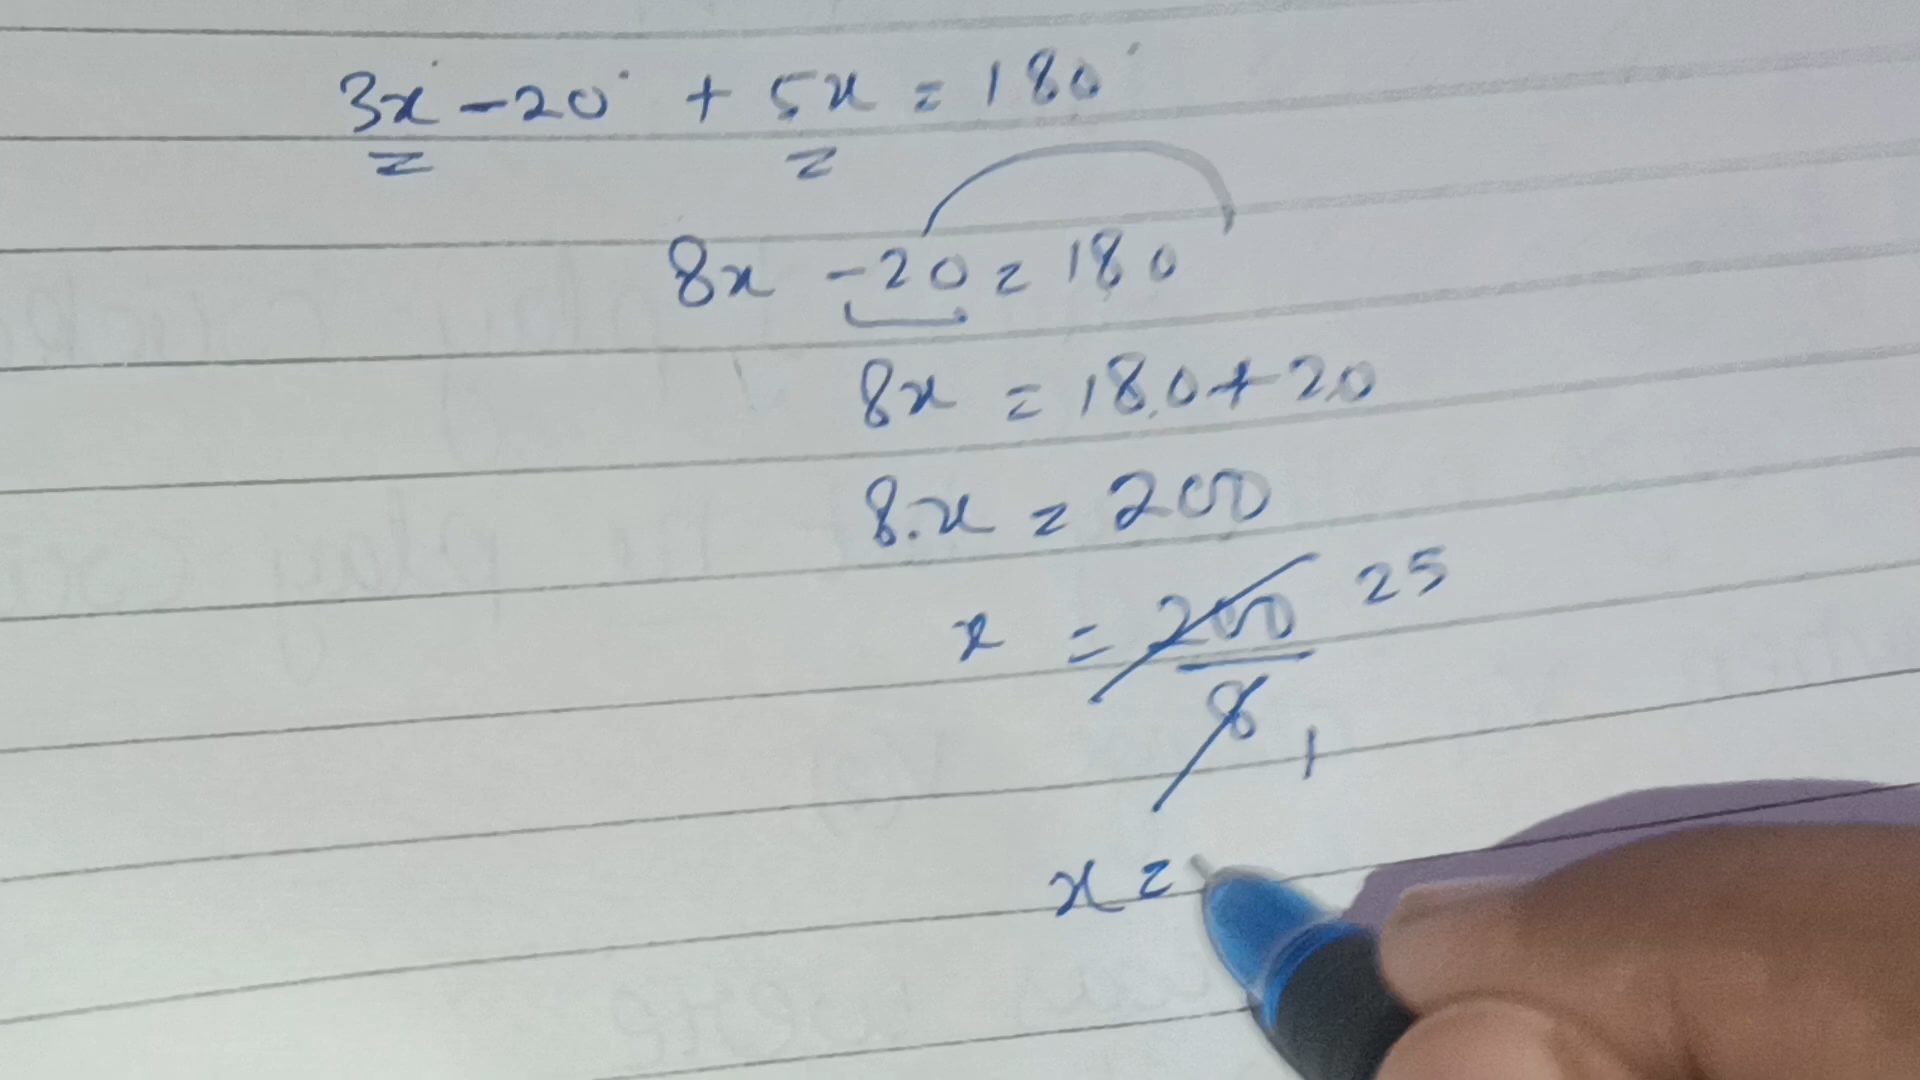 3x° - 20° + 5x = 180°
8x - 20 = 180
8x = 180 + 20
8x = 200
x = 200 25
8 1
x =